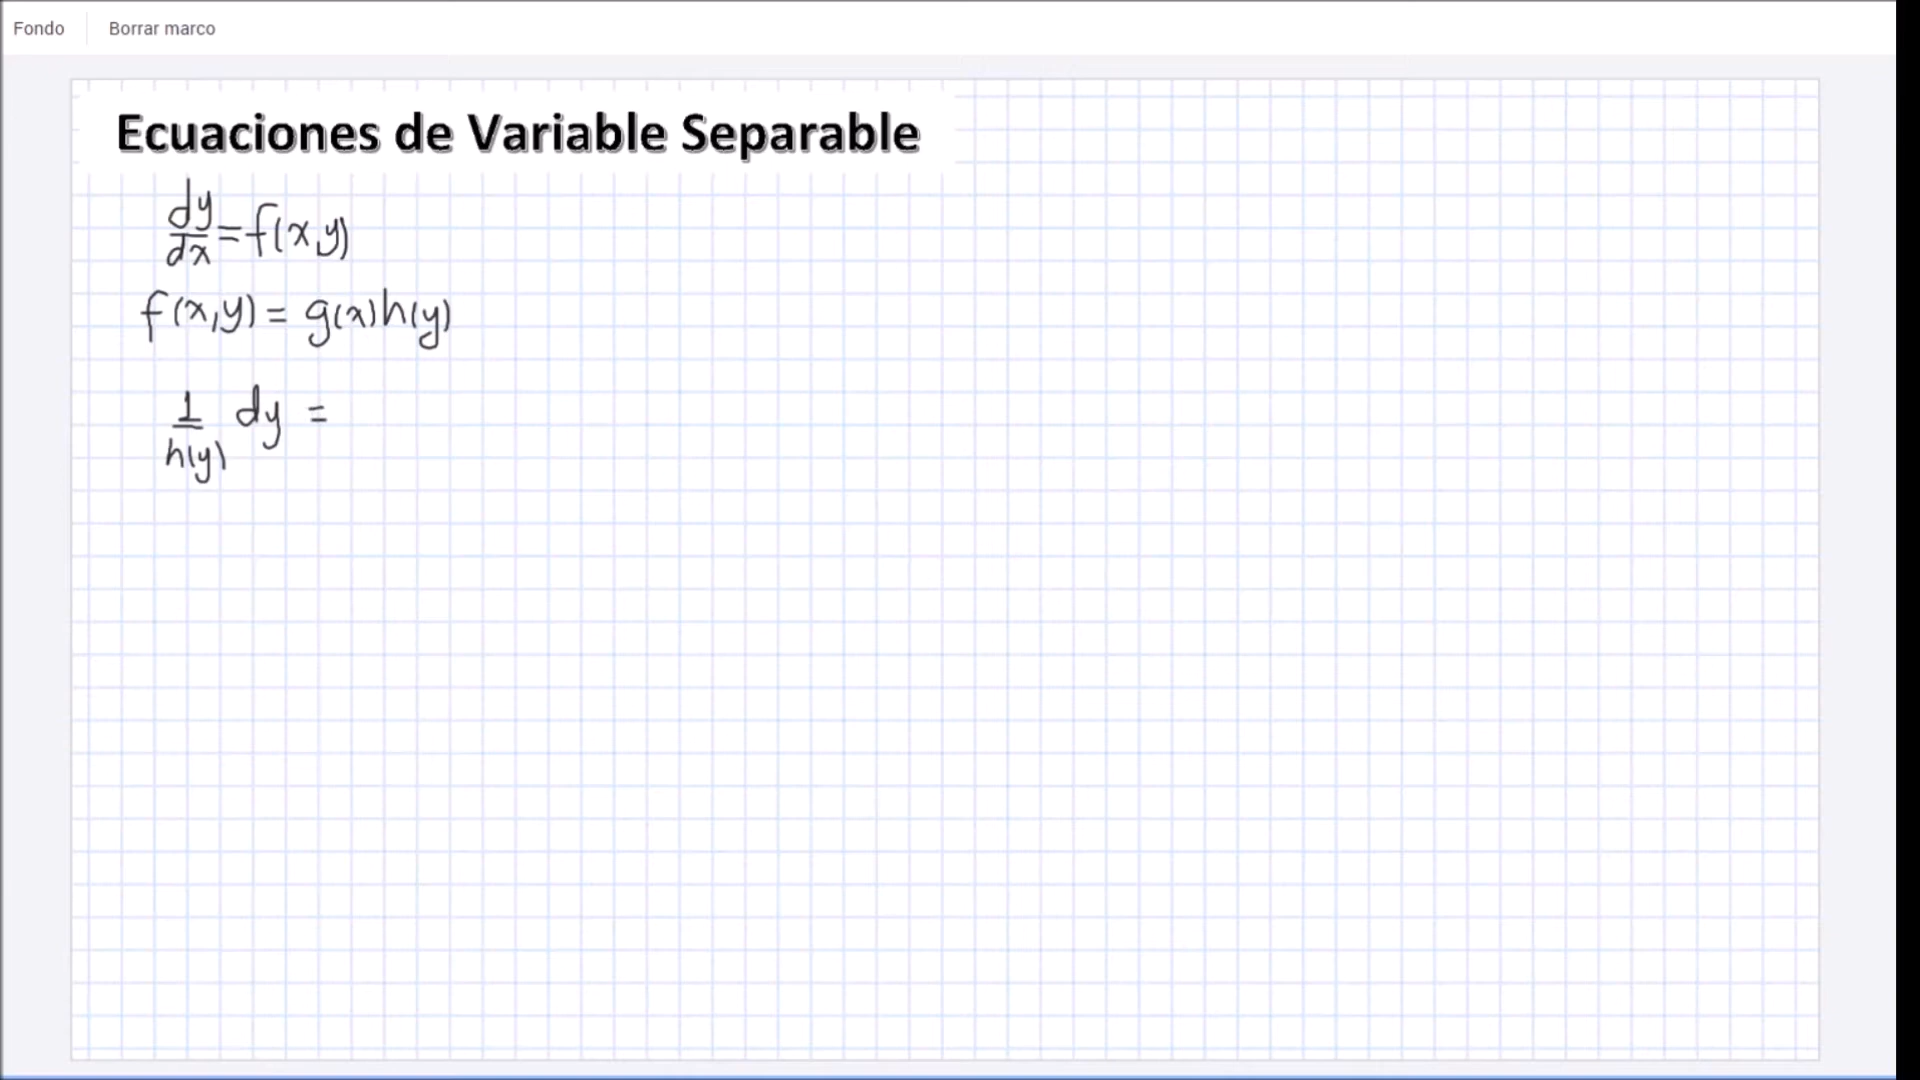 Fondo Borrar marco
Ecuaciones de Variable Separable
dy/dx = f(x,y)
f(x,y) = g(x)h(y)
1/h(y) dy =